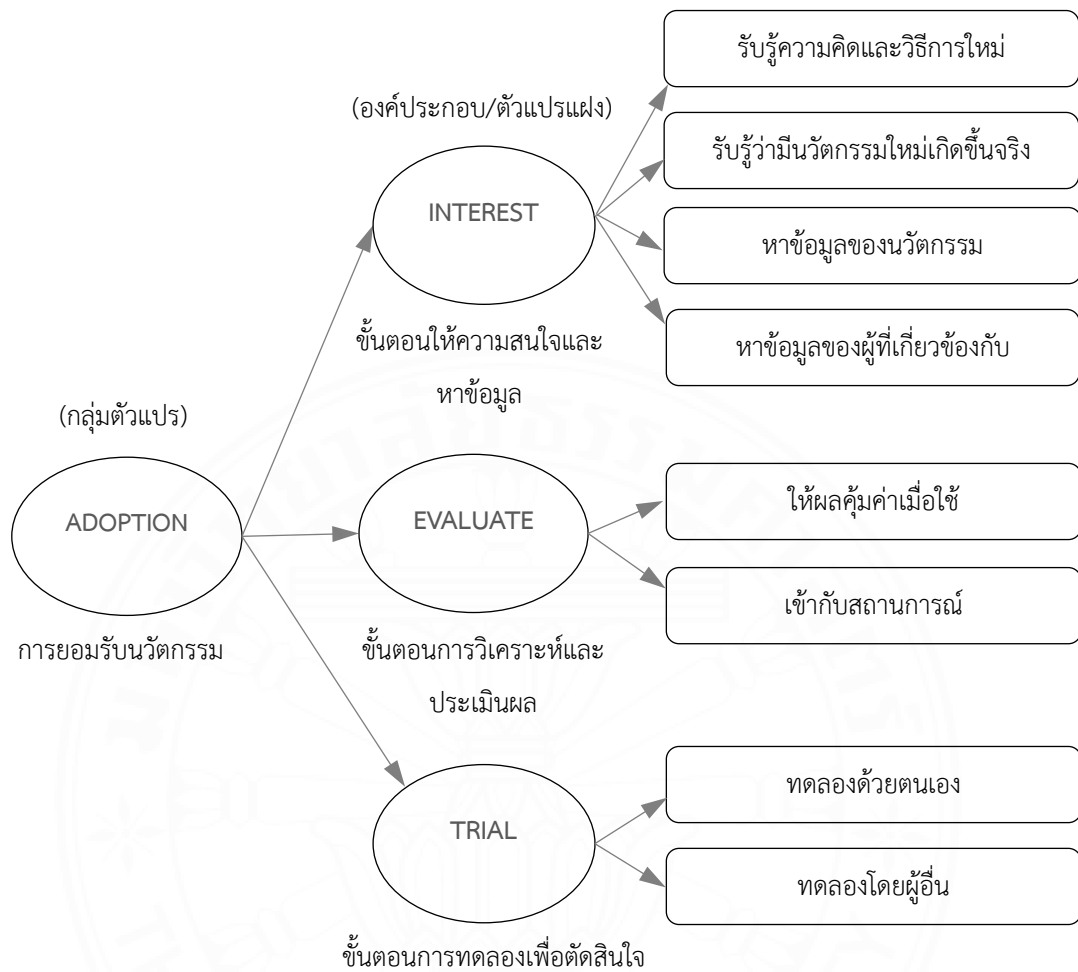 รับรู้ความคิดและวิธีการใหม่
(องค์ประกอบ/ตัวแปรแฝง)
รับรู้ว่ามีนวัตกรรมใหม่เกิดขึ้นจริง
INTEREST
หาข้อมูลของนวัตกรรม
ขั้นตอนให้ความสนใจและ
หาข้อมูล
หาข้อมูลของผู้ที่เกี่ยวข้องกับ
(กลุ่มตัวแปร)
ADOPTION
การยอมรับนวัตกรรม
EVALUATE
ให้ผลคุ้มค่าเมื่อใช้
เข้ากับสถานการณ์
ขั้นตอนการวิเคราะห์และ
ประเมินผล
ทดลองด้วยตนเอง
TRIAL
ทดลองโดยผู้อื่น
ขั้นตอนการทดลองเพื่อตัดสินใจ